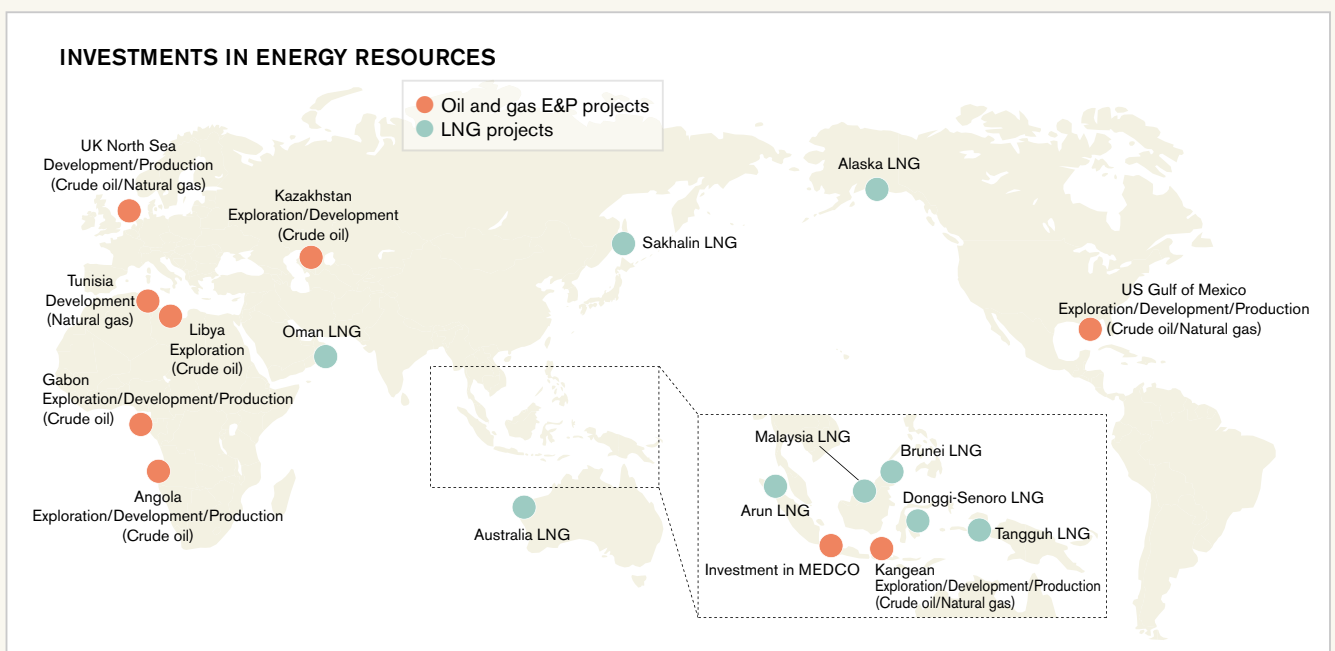 INVESTMENTS IN ENERGY RESOURCES
Oil and gas E&P projects
LNG projects
UK North Sea
Development/Production
(Crude oil/Natural gas)
Kazakhstan
Exploration/Development
(Crude oil)
Alaska LNG
Sakhalin LNG
Tunisia
Development
(Natural gas)
Libya
Exploration
(Crude oil)
Oman LNG
US Gulf of Mexico
Exploration/Development/Production
(Crude oil/Natural gas)
Gabon
Exploration/Development/Production
(Crude oil)
Angola
Exploration/Development/Production
(Crude oil)
Australia LNG
Malaysia LNG
Brunei LNG
Arun LNG
Donggi-Senoro LNG
Tangguh LNG
Investment in MEDCO
Kangean
Exploration/Development/Production
(Crude oil/Natural gas)